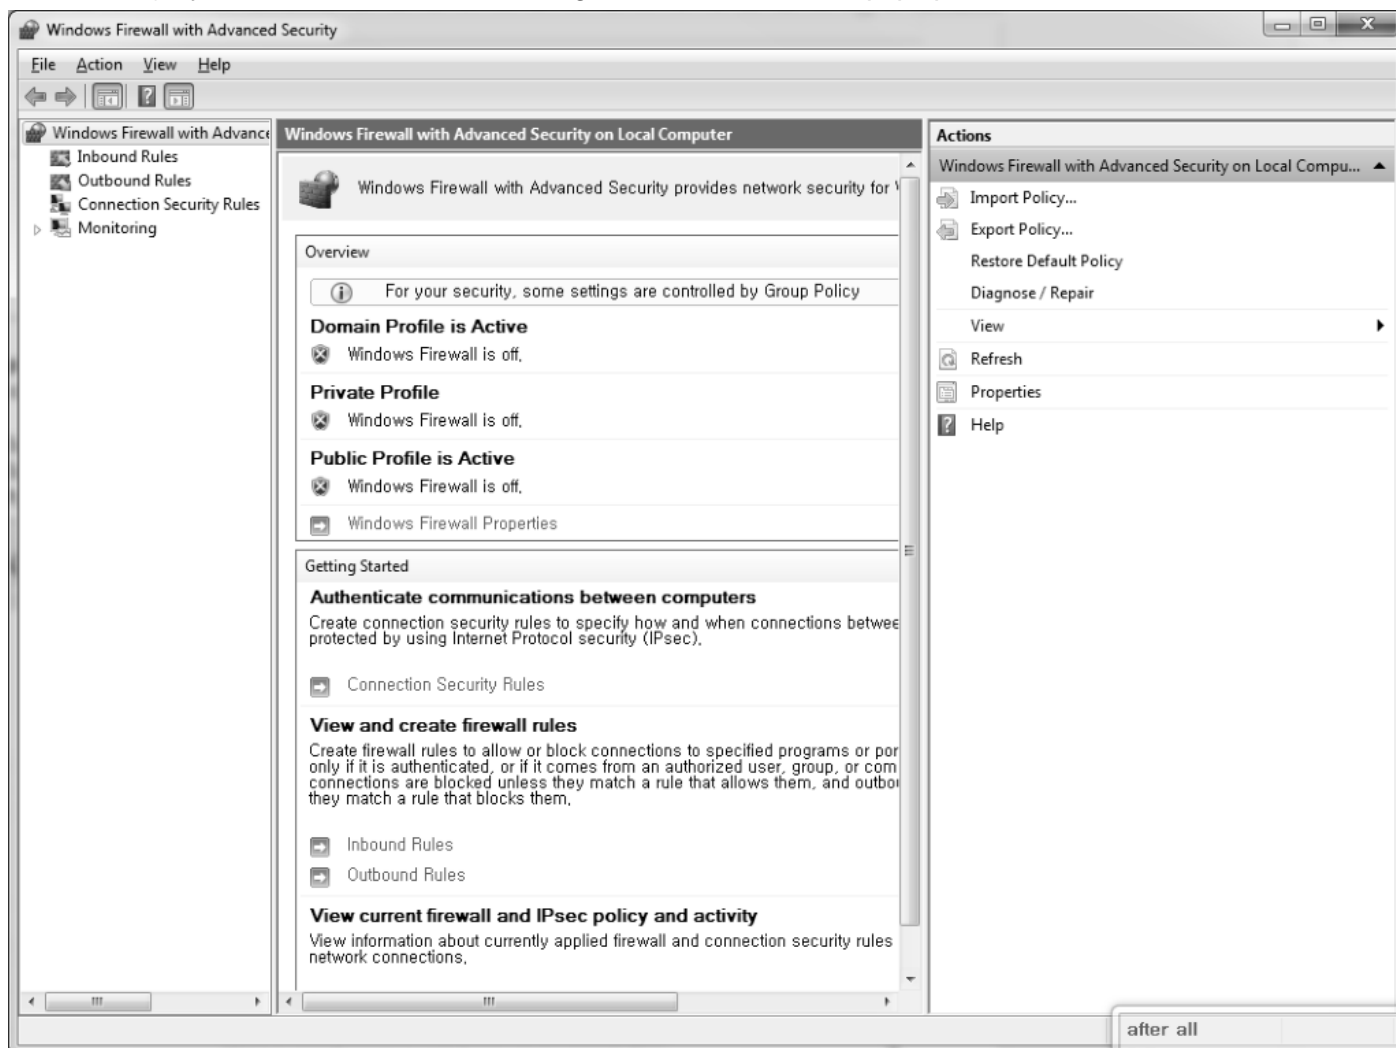 Windows Firewall with Advanced Security
File Action View Help
Windows Firewall with Advance
Inbound Rules
Outbound Rules
Connection Security Rules
Monitoring
Windows Firewall with Advanced Security on Local Computer
Windows Firewall with Advanced Security provides network security for
Overview
For your security, some settings are controlled by Group Policy
Domain Profile is Active
Windows Firewall is off.
Private Profile
Windows Firewall is off.
Public Profile is Active
Windows Firewall is off.
Windows Firewall Properties
Getting Started
Authenticate communications between computers
Create connection security rules to specify how and when connections betwee
protected by using Internet Protocol security (IPsec).
Connection Security Rules
View and create firewall rules
Create firewall rules to allow or block connections to specified programs or por
only if it is authenticated, or if it comes from an authorized user, group, or com
connections are blocked unless they match a rule that allows them, and outbo
they match a rule that blocks them.
Inbound Rules
Outbound Rules
View current firewall and IPsec policy and activity
View information about currently applied firewall and connection security rules
network connections.
Actions
Windows Firewall with Advanced Security on Local Compu...
Import Policy...
Export Policy...
Restore Default Policy
Diagnose / Repair
View
Refresh
Properties
Help
after all